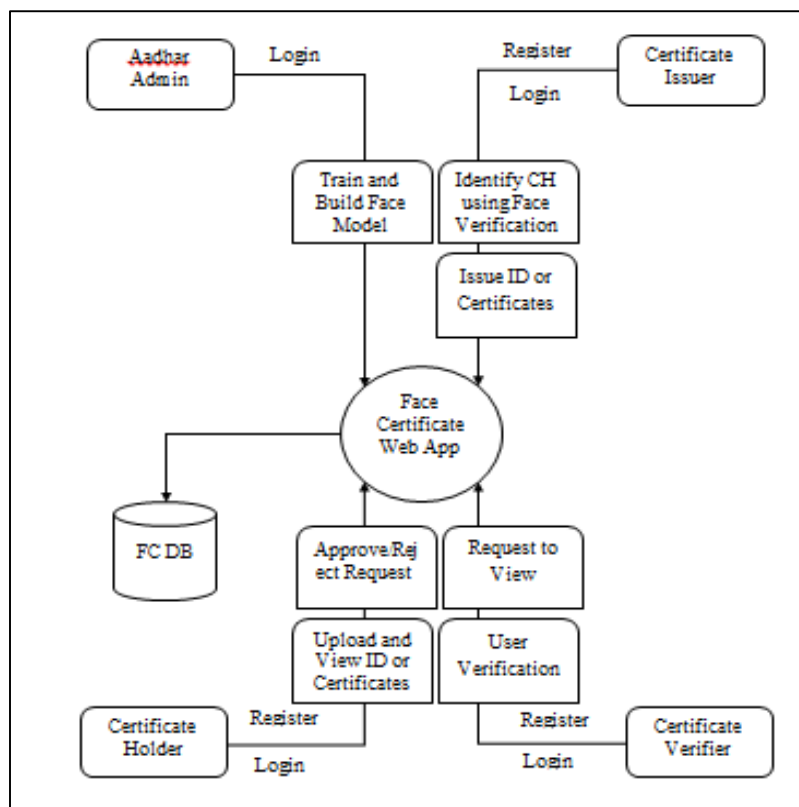 Aadhar
Admin
Login
Register
Login
Certificate
Issuer
Train and
Build Face
Model
Identify CH
using Face
Verification
Issue ID or
Certificates
Face
Certificate
Web App
FC DB
Approve/Rej
ect Request
Request to
View
Upload and
View ID or
Certificates
User
Verification
Certificate
Holder
Register
Login
Register
Login
Certificate
Verifier